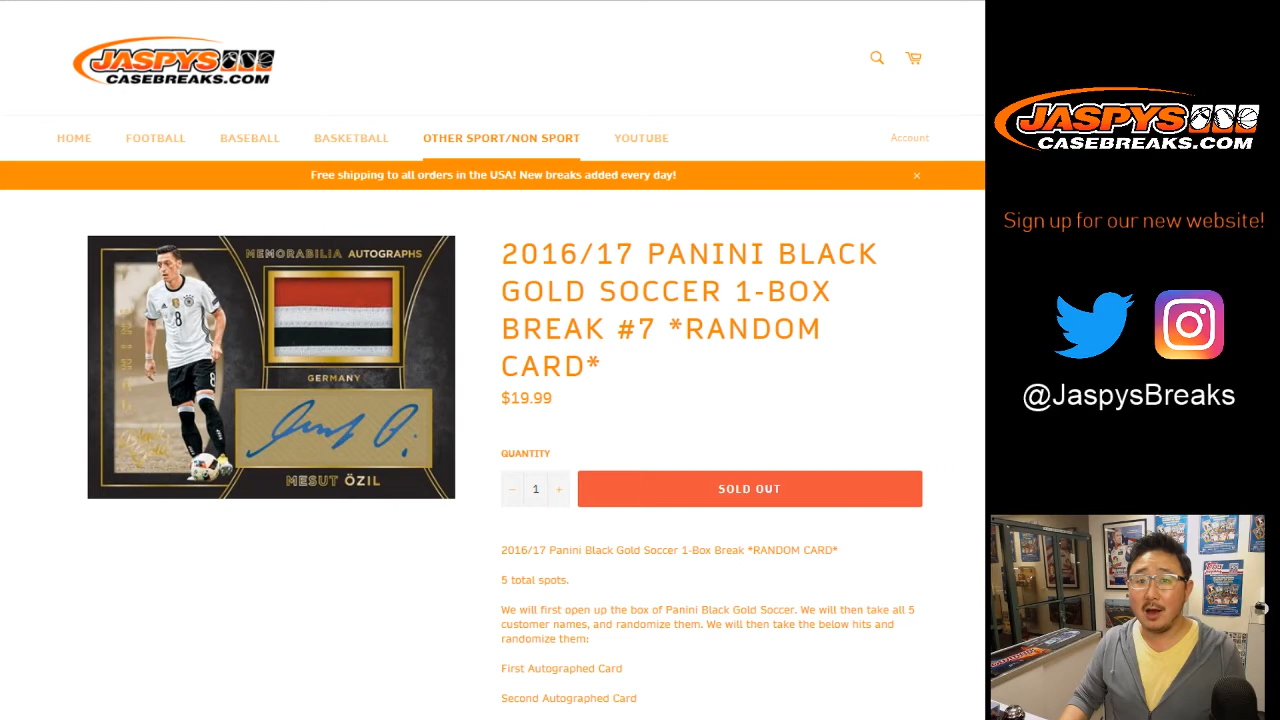 JASPYS
CASEBREAKS.COM
HOME
FOOTBALL
BASEBALL
BASKETBALL
OTHER SPORT/NON SPORT
YOUTUBE
Account
Free shipping to all orders in the USA! New breaks added every day!
×
MEMORABILIA AUTOGRAPHS
8
8
GERMANY
MESUT ÖZIL
2016/17 PANINI BLACK
GOLD SOCCER 1-BOX
BREAK #7 *RANDOM
CARD*
$19.99
QUANTITY
− 1 +
SOLD OUT
2016/17 Panini Black Gold Soccer 1-Box Break *RANDOM CARD*
5 total spots.
We will first open up the box of Panini Black Gold Soccer. We will then take all 5
customer names, and randomize them. We will then take the below hits and
randomize them:
First Autographed Card
Second Autographed Card
JASPYS
CASEBREAKS.COM
Sign up for our new website!
@JaspysBreaks